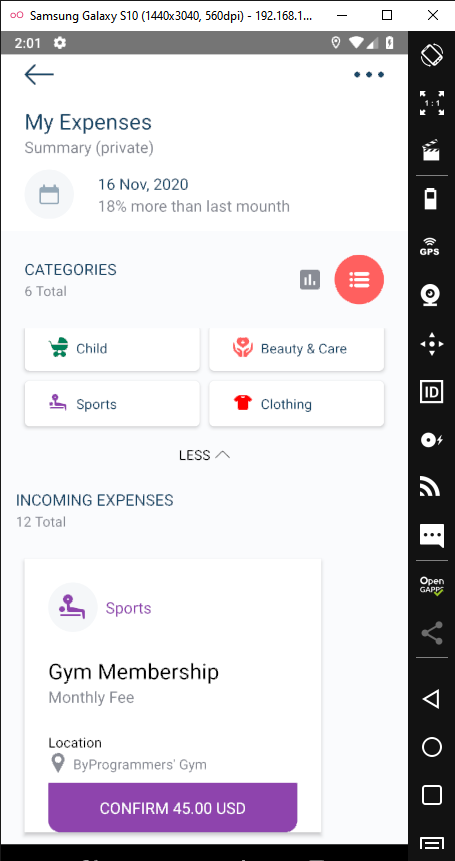 Samsung Galaxy S10 (1440x3040, 560dpi) - 192.168.1...
2:01
My Expenses
Summary (private)
16 Nov, 2020
18% more than last mounth
CATEGORIES
6 Total
Child
Beauty & Care
Sports
Clothing
LESS
INCOMING EXPENSES
12 Total
Sports
Gym Membership
Monthly Fee
Location
ByProgrammers' Gym
CONFIRM 45.00 USD
1:1
GPS
ID
Open
GAPPS